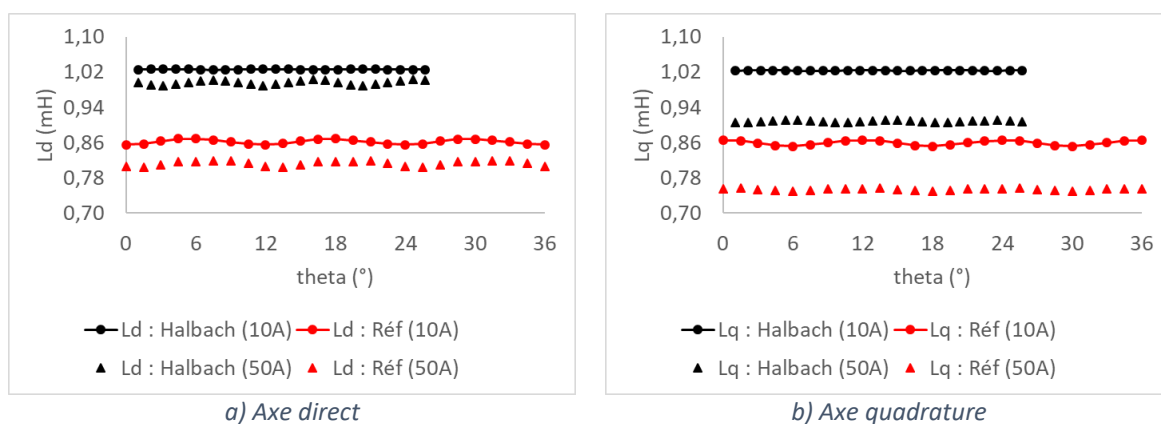 1,10
1,02
0,94
0,86
0,78
0,70
Ld (mH)
0 6 12 18 24 30 36
theta (°)
Ld : Halbach (10A) Ld : Réf (10A)
Ld : Halbach (50A) Ld : Réf (50A)
a) Axe direct
1,10
1,02
0,94
0,86
0,78
0,70
Lq (mH)
0 6 12 18 24 30 36
theta (°)
Lq : Halbach (10A) Lq : Réf (10A)
Lq : Halbach (50A) Lq : Réf (50A)
b) Axe quadrature